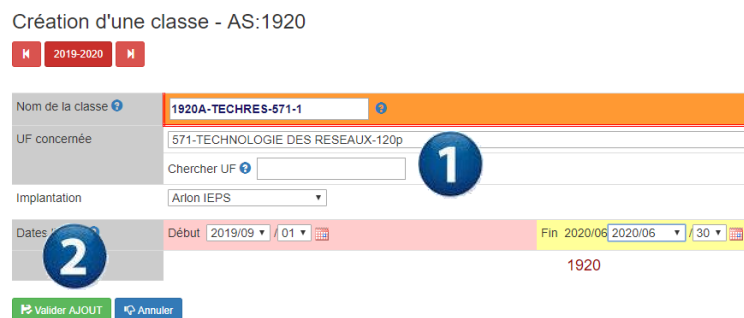 Création d'une classe - AS:1920
2019-2020
Nom de la classe ? 1920A-TECHRES-571-1 ?
UF concernée 571-TECHNOLOGIE DES RESEAUX-120p
Chercher UF ?
1
Implantation Arlon IEPS
Dates Début 2019/09 / 01 Fin 2020/06 2020/06 / 30
2
1920
Valider AJOUT Annuler